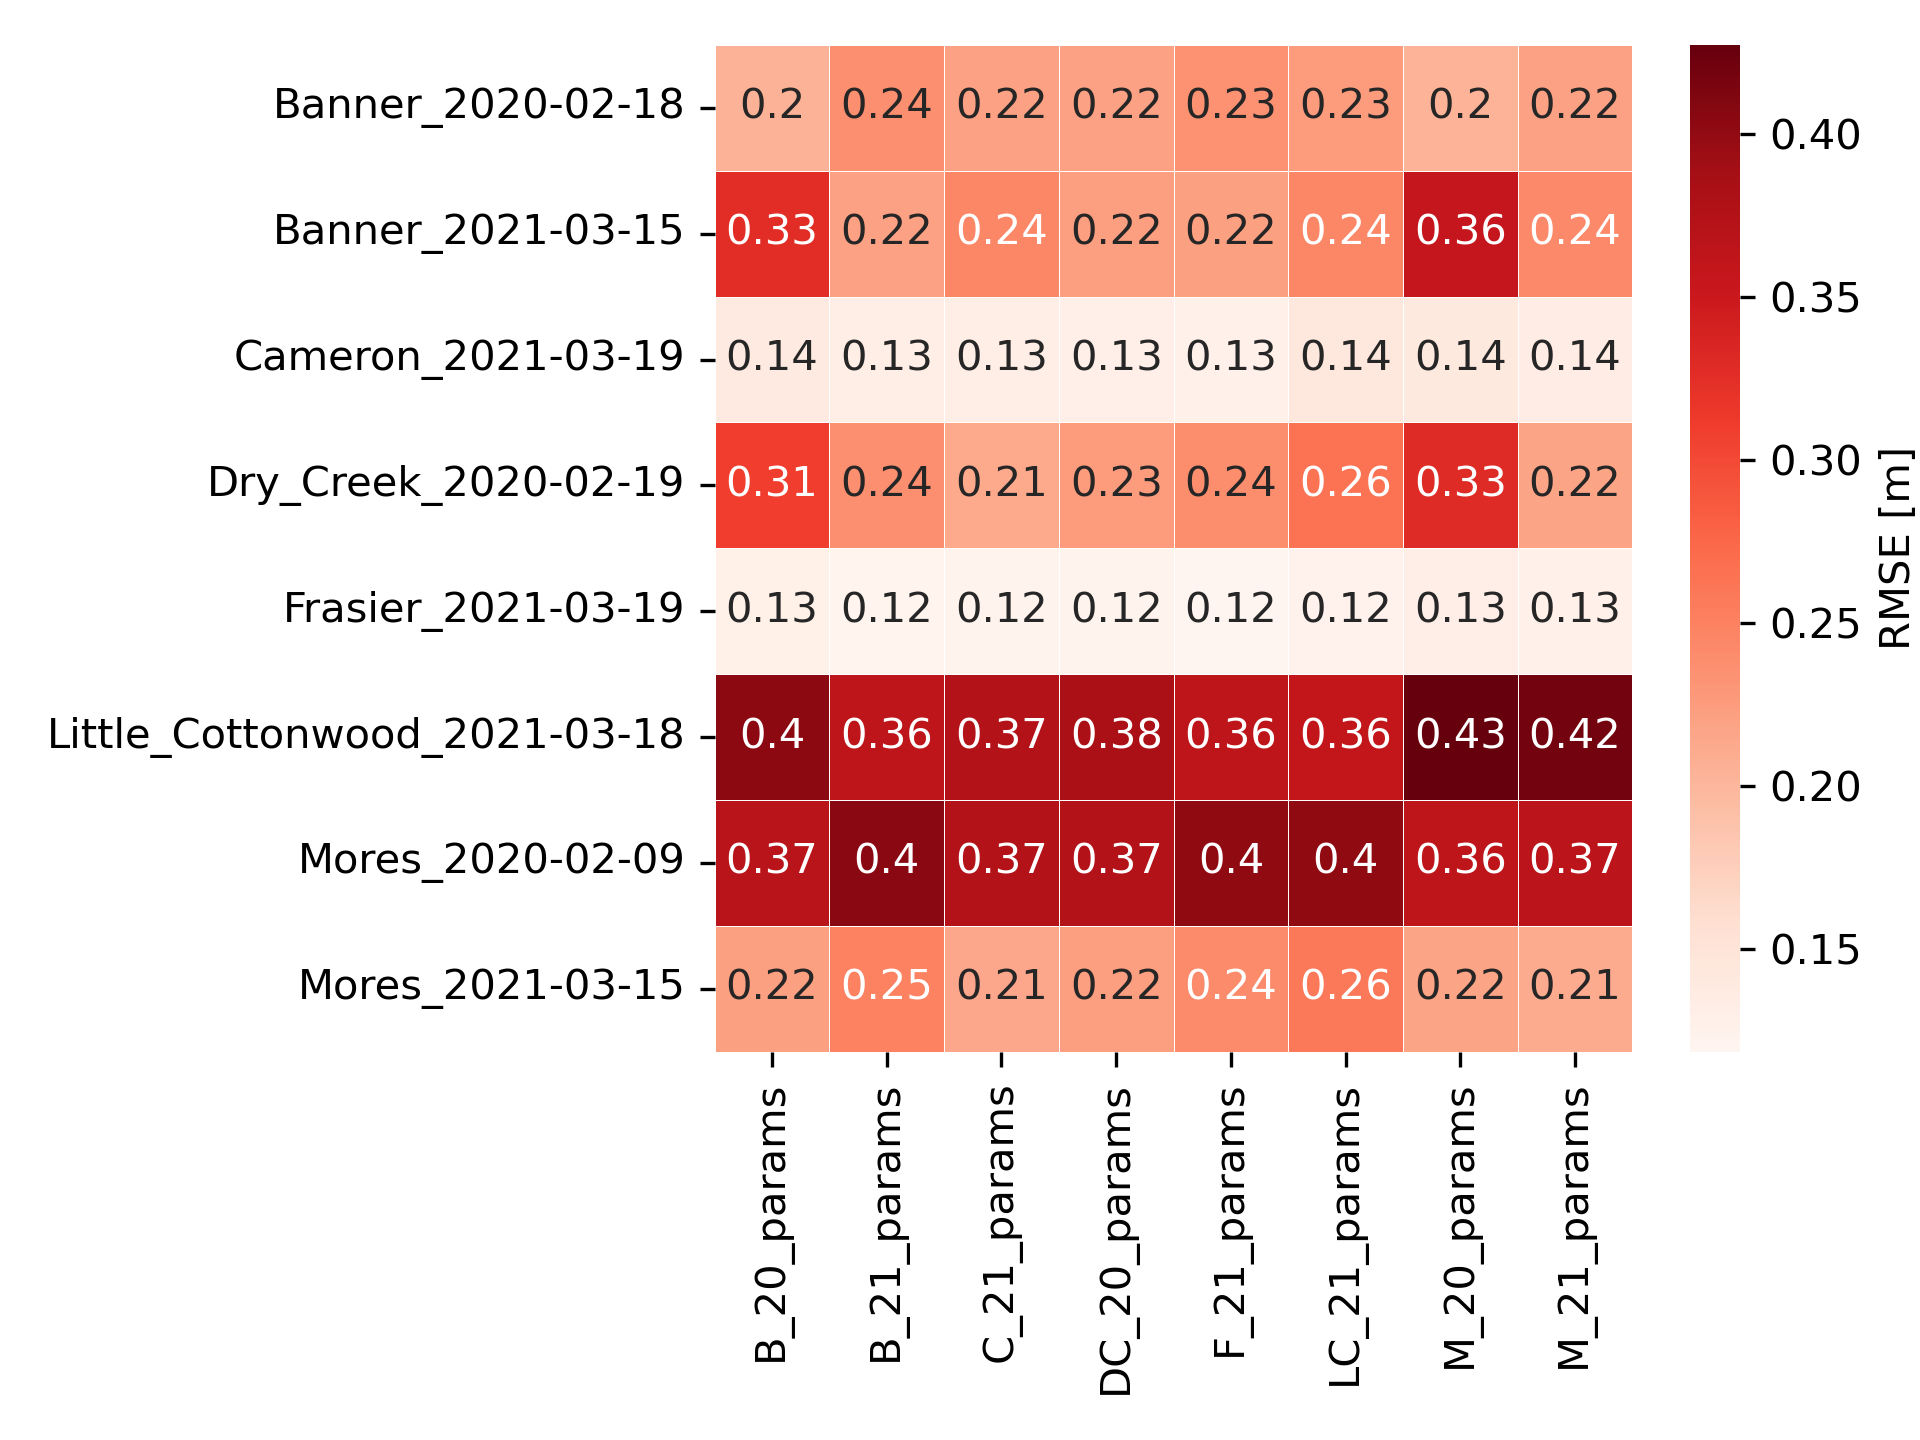 Banner_2020-02-18 0.2 0.24 0.22 0.22 0.23 0.23 0.2 0.22
Banner_2021-03-15 0.33 0.22 0.24 0.22 0.22 0.24 0.36 0.24
Cameron_2021-03-19 0.14 0.13 0.13 0.13 0.13 0.14 0.14 0.14
Dry_Creek_2020-02-19 0.31 0.24 0.21 0.23 0.24 0.26 0.33 0.22
Frasier_2021-03-19 0.13 0.12 0.12 0.12 0.12 0.12 0.13 0.13
Little_Cottonwood_2021-03-18 0.4 0.36 0.37 0.38 0.36 0.36 0.43 0.42
Mores_2020-02-09 0.37 0.4 0.37 0.37 0.4 0.4 0.36 0.37
Mores_2021-03-15 0.22 0.25 0.21 0.22 0.24 0.26 0.22 0.21
B_20_params
B_21_params
C_21_params
DC_20_params
F_21_params
LC_21_params
M_20_params
M_21_params
0.40
0.35
0.30
0.25
0.20
0.15
RMSE [m]